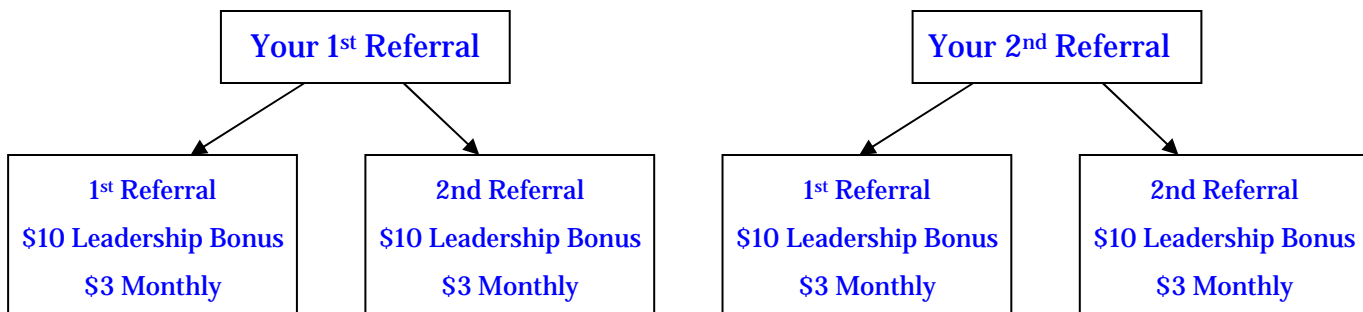 Your 1st Referral
Your 2nd Referral
1st Referral
$10 Leadership Bonus
$3 Monthly
2nd Referral
$10 Leadership Bonus
$3 Monthly
1st Referral
$10 Leadership Bonus
$3 Monthly
2nd Referral
$10 Leadership Bonus
$3 Monthly